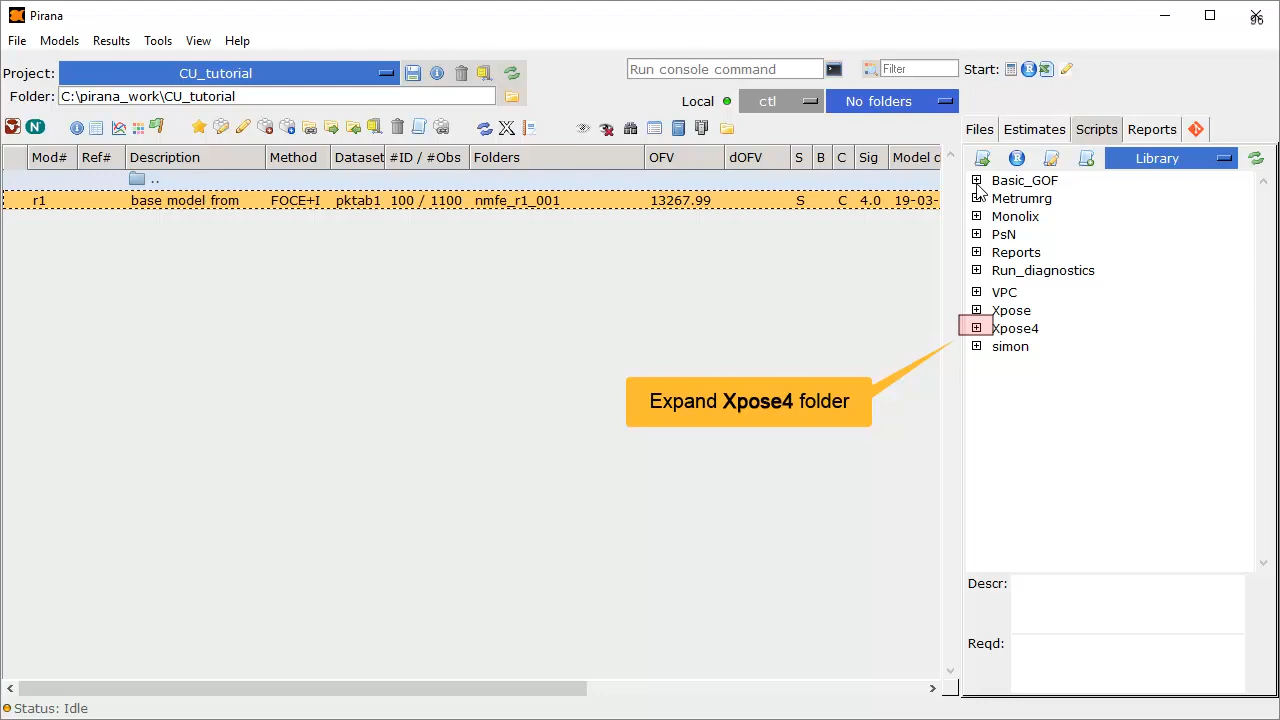 Pirana
96
File Models Results Tools View Help
Project: CU_tutorial
Run console command
Filter
Start:
Folder: C:\pirana_work\CU_tutorial
Local ctl No folders
Files Estimates Scripts Reports
Mod# Ref# Description Method Dataset #ID / #Obs Folders OFV dOFV S B C Sig Model d
Library
..
r1 base model from FOCE+I pktab1 100 / 1100 nmfe_r1_001 13267.99 S C 4.0 19-03-
Basic_GOF
Metrumrg
Monolix
PsN
Reports
Run_diagnostics
VPC
Xpose
Xpose4
simon
Expand Xpose4 folder
Descr:
Reqd:
Status: Idle